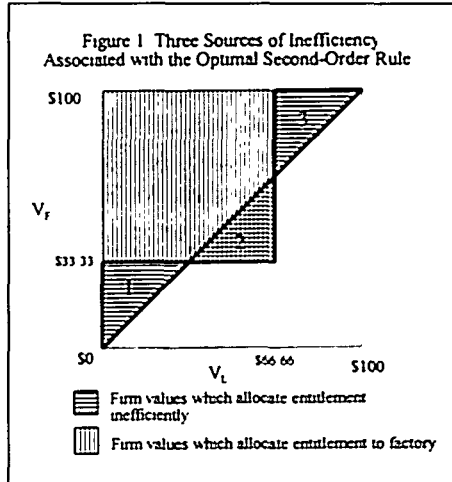 Figure 1 Three Sources of Inefficiency
Associated with the Optimal Second-Order Rule
$100
3
V_F
2
$33 33
1
$0
$66 66
$100
V_L
Firm values which allocate entitlement
inefficiently
Firm values which allocate entitlement to factory